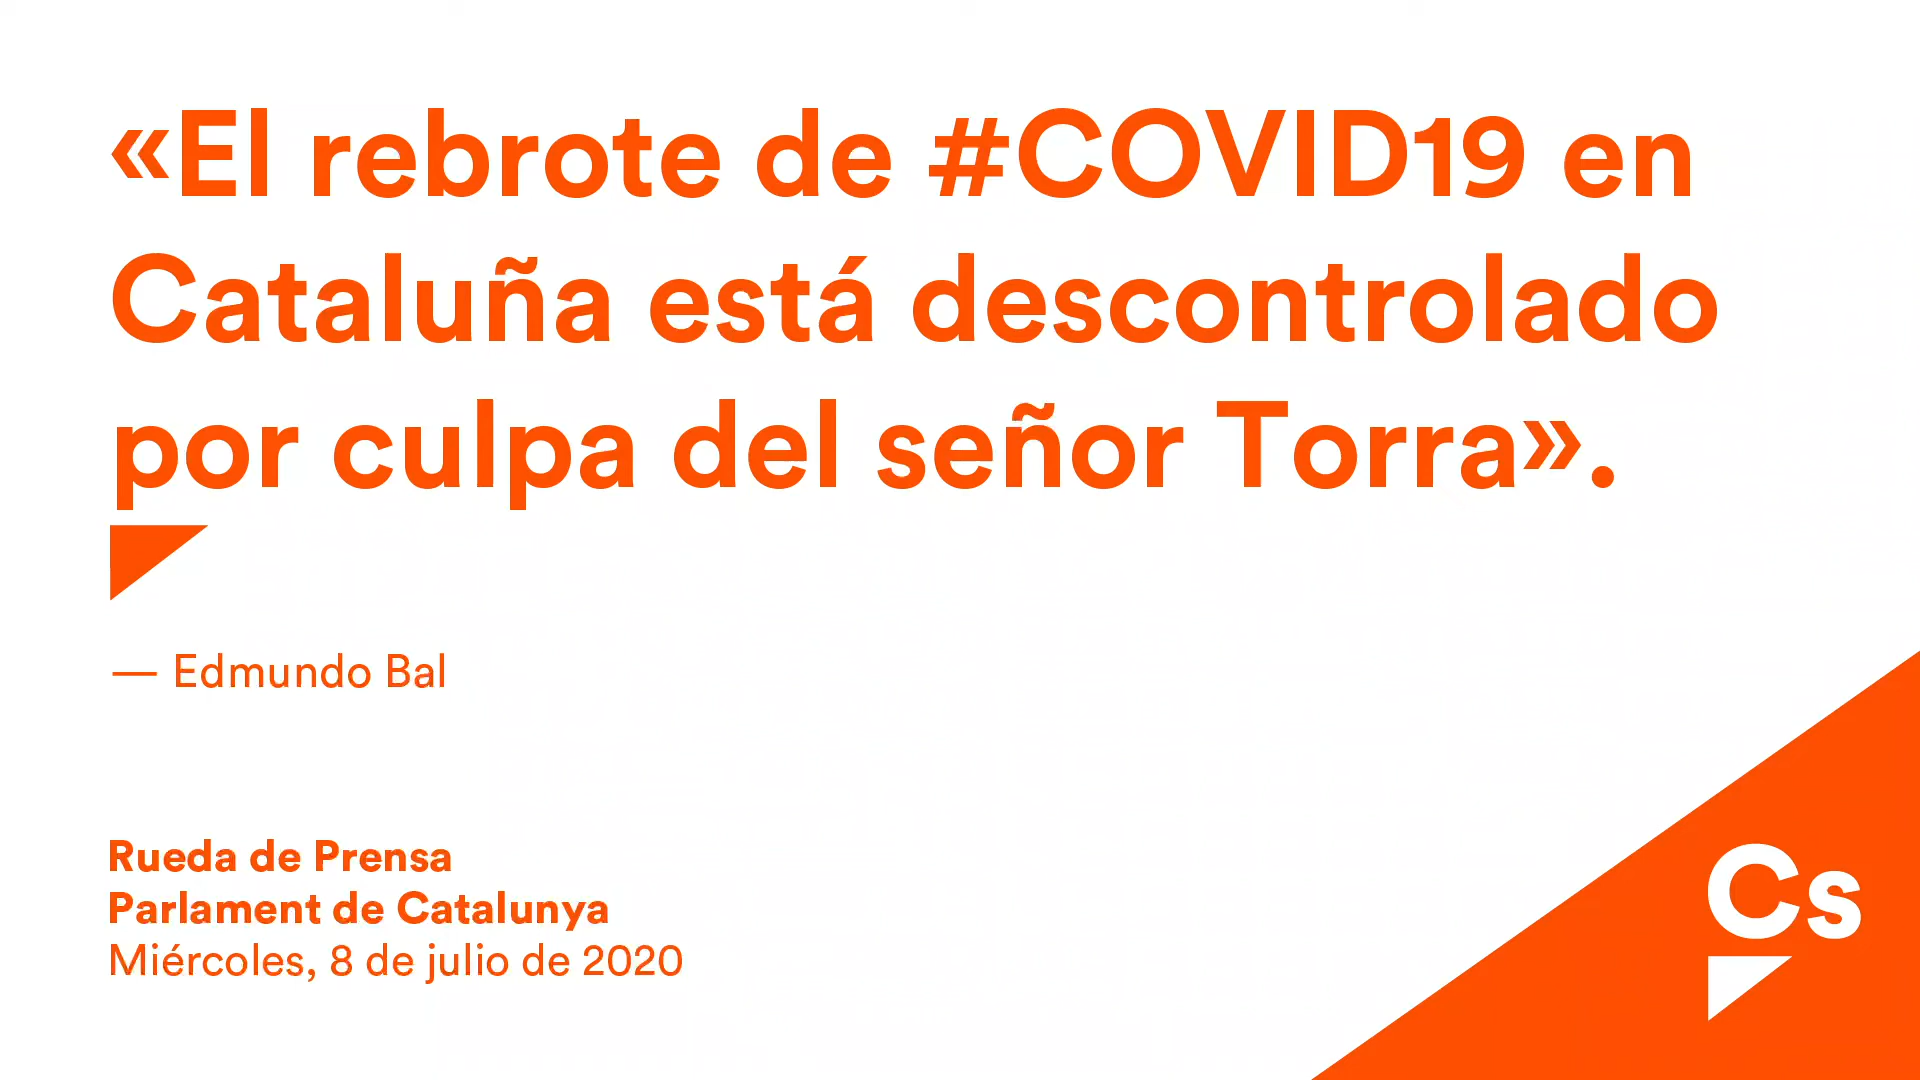 «El rebrote de #COVID19 en
Cataluña está descontrolado
por culpa del señor Torra».
— Edmundo Bal
Rueda de Prensa
Parlament de Catalunya
Miércoles, 8 de julio de 2020
Cs